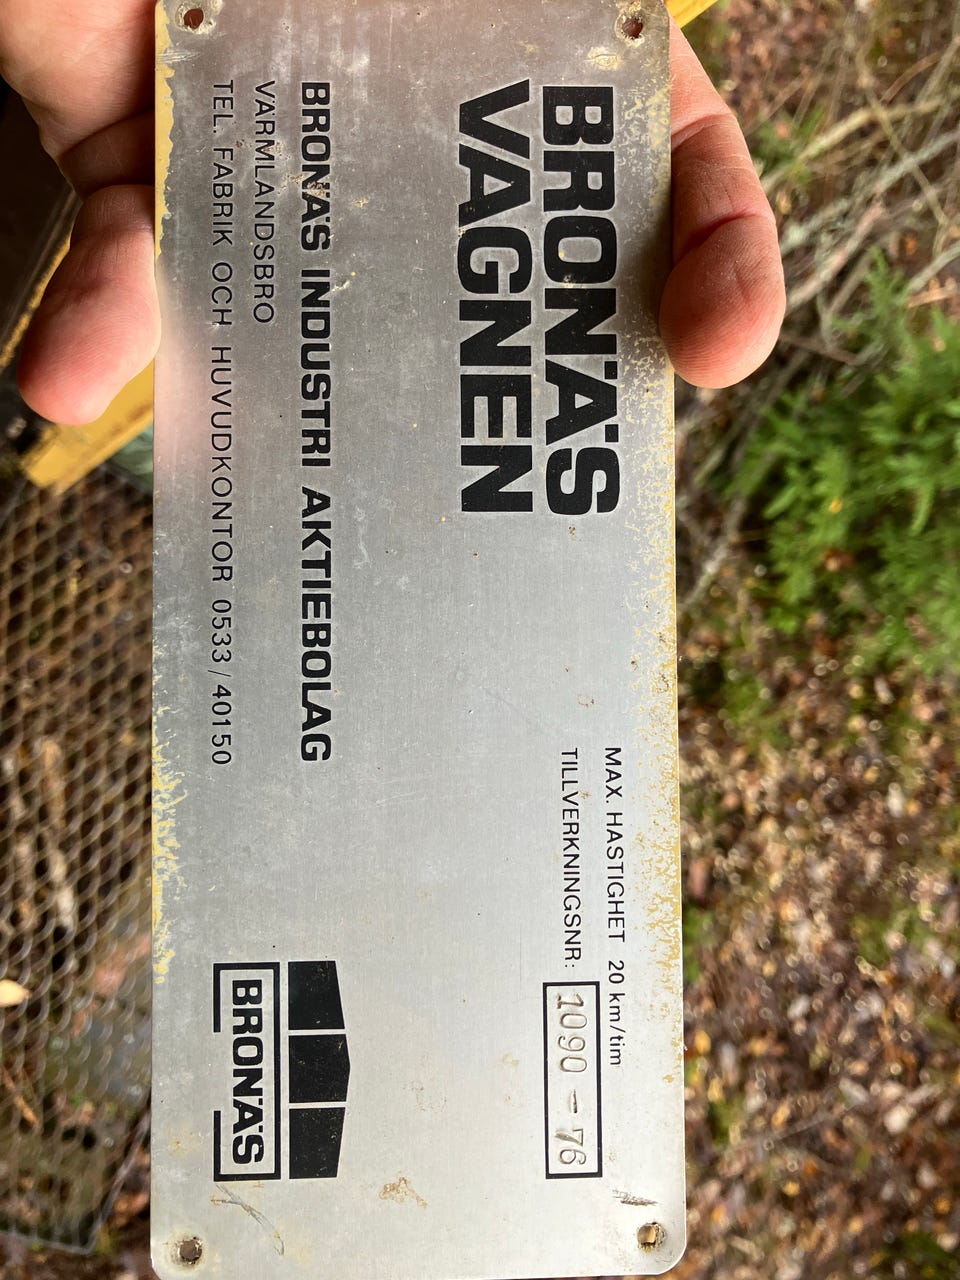 BRONÄS
VAGNEN
MAX. HASTIGHET 20 km/tim
TILLVERKNINGSNR: 1090 - 76
BRONÄS INDUSTRI AKTIEBOLAG
VÄRMLANDSBRO
TEL. FABRIK OCH HUVUDKONTOR 0533/40150
BRONÄS